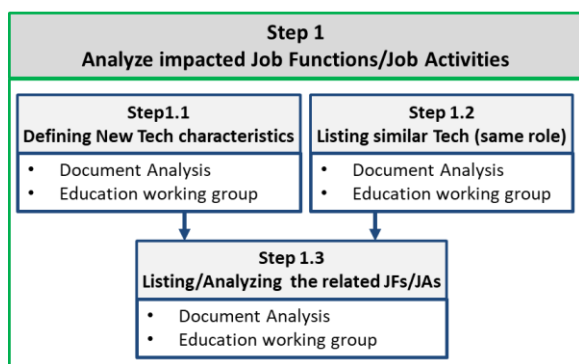 Step 1
Analyze impacted Job Functions/Job Activities
Step1.1
Defining New Tech characteristics
• Document Analysis
• Education working group
Step 1.2
Listing similar Tech (same role)
• Document Analysis
• Education working group
Step 1.3
Listing/Analyzing the related JFs/JAs
• Document Analysis
• Education working group